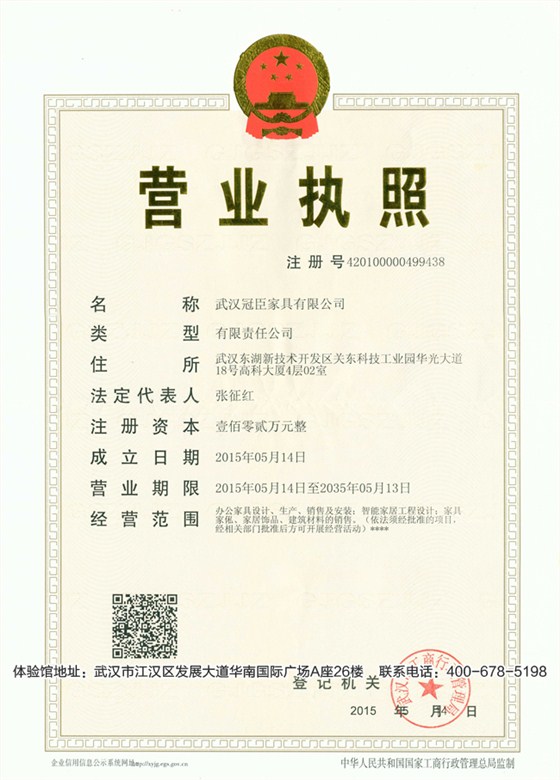 营业执照
注册号420100000499438
名称 武汉冠臣家具有限公司
类型 有限责任公司
住所 武汉东湖新技术开发区关东科技工业园华光大道
18号高科大厦4层02室
法定代表人 张征红
注册资本 壹佰零贰万元整
成立日期 2015年05月14日
营业期限 2015年05月14日至2035年05月13日
经营范围 办公家具设计、生产、销售及安装；智能家居工程设计；家具
家俬、家居饰品、建筑材料的销售。（依法须经批准的项目，
经相关部门批准后方可开展经营活动）****
体验馆地址：武汉市江汉区发展大道华南国际广场A座26楼 联系电话：400-678-5198
登记机关
2015年5月14日
企业信用信息公示系统网址：http://xyjg.egs.gov.cn
中华人民共和国国家工商行政管理总局监制